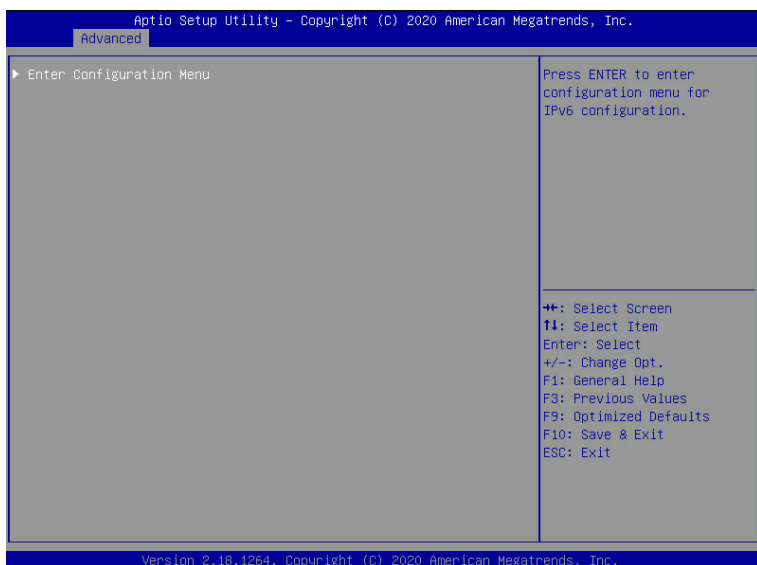 Aptio Setup Utility – Copyright (C) 2020 American Megatrends, Inc.
Advanced
▶ Enter Configuration Menu
Press ENTER to enter
configuration menu for
IPv6 configuration.
→←: Select Screen
↑↓: Select Item
Enter: Select
+/-: Change Opt.
F1: General Help
F3: Previous Values
F9: Optimized Defaults
F10: Save & Exit
ESC: Exit
Version 2.18.1264. Copyright (C) 2020 American Megatrends, Inc.